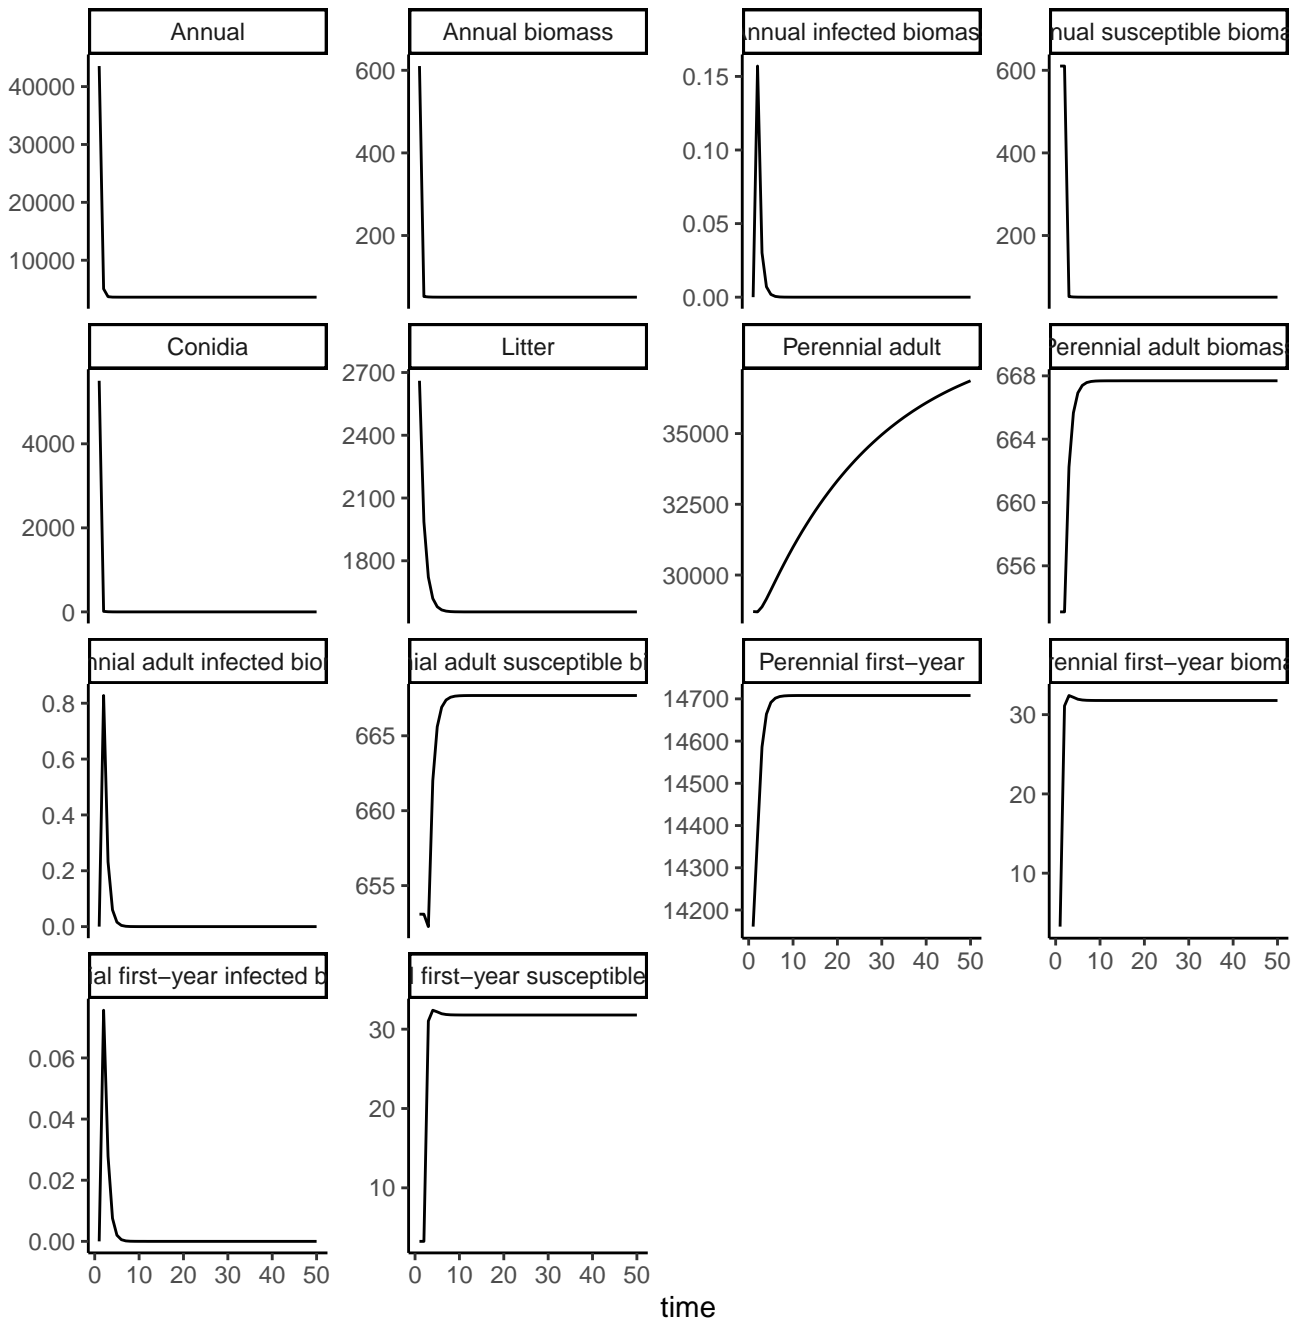 Annual
Annual biomass
nnual infected biomas
nual susceptible bioma
40000
30000
20000
10000
600
400
200
0.15
0.10
0.05
0.00
600
400
200
Conidia
Litter
Perennial adult
Perennial adult biomas
4000
2000
0
2700
2400
2100
1800
35000
32500
30000
668
664
660
656
nnial adult infected bio
ial adult susceptible bi
Perennial first−year
rennial first−year bioma
0.8
0.6
0.4
0.2
0.0
665
660
655
14700
14600
14500
14400
14300
14200
30
20
10
0 10 20 30 40 50
0 10 20 30 40 50
ial first−year infected b
l first−year susceptible
0.06
0.04
0.02
0.00
30
20
10
0 10 20 30 40 50
0 10 20 30 40 50
time